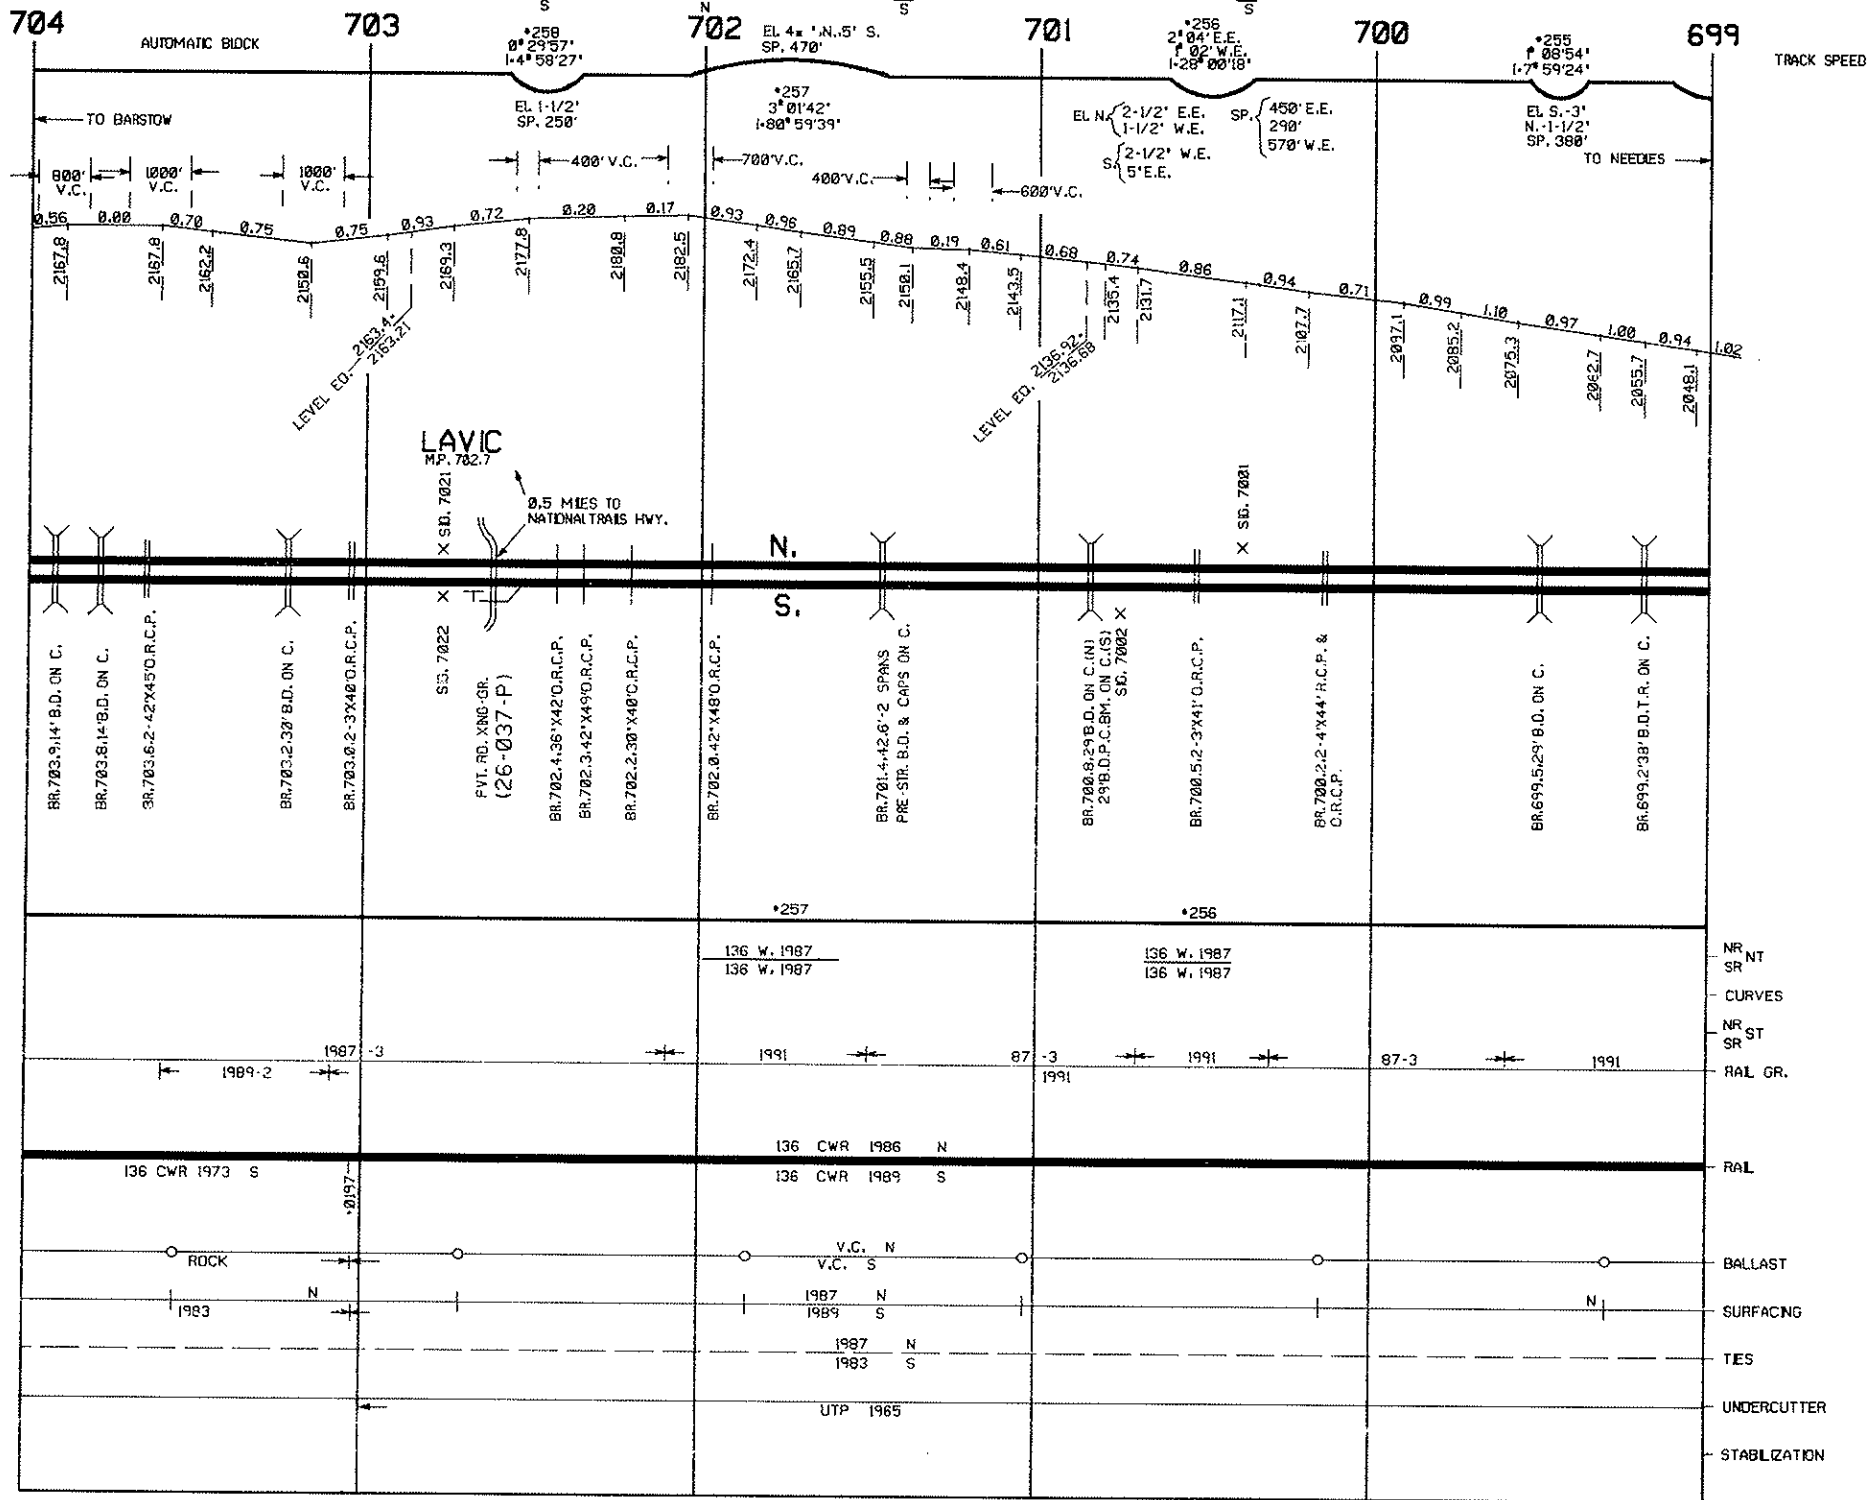 S N S S
704 703 702 701 700 699
AUTOMATIC BLOCK
TRACK SPEED
•258
0°29'57"
I-4°58'27"
EL 1-1/2"
SP. 250'
SP. 470'
•257
3°01'42"
I-80°59'39"
•256
2°04' E.E.
1°02' W.E.
I-28°00'18"
EL N. 2-1/2" E.E.
1-1/2" W.E.
S. 2-1/2" W.E.
5" E.E.
SP. 450' E.E.
290'
570' W.E.
•255
1°08'54"
I-7°59'24"
EL S.-3"
N.-1-1/2"
SP. 380'
TO BARSTOW
TO NEEDLES
800' V.C.
1000' V.C.
1000' V.C.
400' V.C.
700' V.C.
400' V.C.
600' V.C.
0.56 0.00 0.70 0.75 0.75 0.93 0.72 0.20 0.17 0.93 0.96 0.89 0.88 0.19 0.61 0.68 0.74 0.86 0.94 0.71 0.99 1.10 0.97 1.00 0.94 1.02
2167.8 2167.8 2162.2 2150.6 2159.6 2169.3 2177.8 2180.8 2182.5 2172.4 2165.7 2155.5 2150.1 2148.4 2143.5 2135.4 2131.7 2117.1 2107.7 2097.1 2085.2 2075.3 2062.7 2055.7 2048.1
LEVEL EQ. 2163.4
2163.21
LEVEL EQ. 2136.92
2136.68
LAVIC
M.P. 702.7
0.5 MILES TO
NATIONAL TRAILS HWY.
SIG. 7021
SIG. 7001
N.
S.
BR.703.9,14' B.D. ON C.
BR.703.8,14' B.D. ON C.
BR.703.6,2-42"X45'O.R.C.P.
BR.703.2,30' B.D. ON C.
BR.703.0,2-3'X40'O.R.C.P.
SIG. 7022
PVT. RD. XNG-GR.
(26-037-P)
BR.702.4,36"X42'O.R.C.P.
BR.702.3,42"X49'O.R.C.P.
BR.702.2,30"X40'O.R.C.P.
BR.702.0,42"X48'O.R.C.P.
BR.701.4,42.6'-2 SPANS
PRE-STR. B.D. & CAPS ON C.
BR.700.8,29'B.D. ON C.(N)
29'B.D.P.C.BM. ON C.(S)
SIG. 7002
BR.700.5,2-3'X41' O.R.C.P.
BR.700.2,2-4'X44' R.C.P. &
O.R.C.P.
BR.699.5,29' B.D. ON C.
BR.699.2,38' B.D.T.R. ON C.
•257 •256
136 W. 1987
136 W. 1987
136 W. 1987
136 W. 1987
NR
SR NT
CURVES
NR
SR ST
1987 -3 1991 87 -3 1991 87-3 1991
1989-2 1991
RAIL GR.
136 CWR 1986 N
136 CWR 1973 S
136 CWR 1989 S
RAIL
V.C. N
ROCK V.C. S
BALLAST
N 1987 N N
1983 1989 S
SURFACING
1987 N
1983 S
TIES
UTP 1965
UNDERCUTTER
STABILIZATION